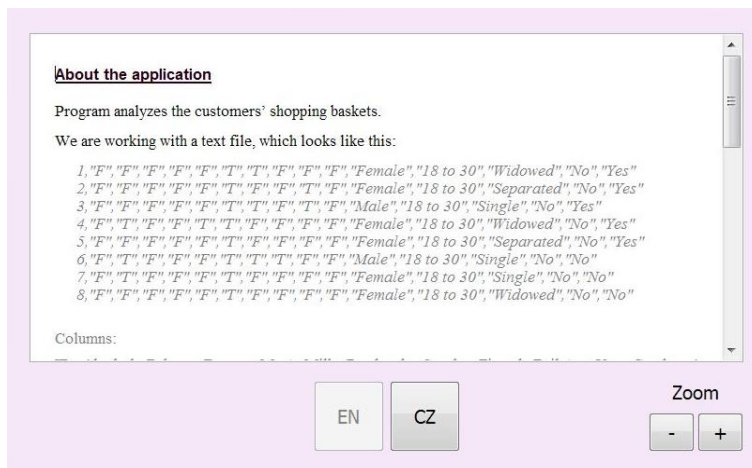 About the application
Program analyzes the customers' shopping baskets.
We are working with a text file, which looks like this:
1,"F","F","F","F","T","T","F","F","F","Female","18 to 30","Widowed","No","Yes"
2,"F","F","F","F","T","F","F","T","F","Female","18 to 30","Separated","No","Yes"
3,"F","F","F","F","T","T","F","T","F","Male","18 to 30","Single","No","Yes"
4,"F","T","F","T","T","F","F","F","F","Female","18 to 30","Widowed","No","Yes"
5,"F","F","F","F","T","F","F","F","F","Female","18 to 30","Separated","No","Yes"
6,"F","T","F","F","T","T","T","F","F","Male","18 to 30","Single","No","No"
7,"F","T","F","F","F","T","F","F","F","Female","18 to 30","Single","No","No"
8,"F","F","F","F","T","F","F","F","F","Female","18 to 30","Widowed","No","No"
Columns:
EN CZ
Zoom
- +